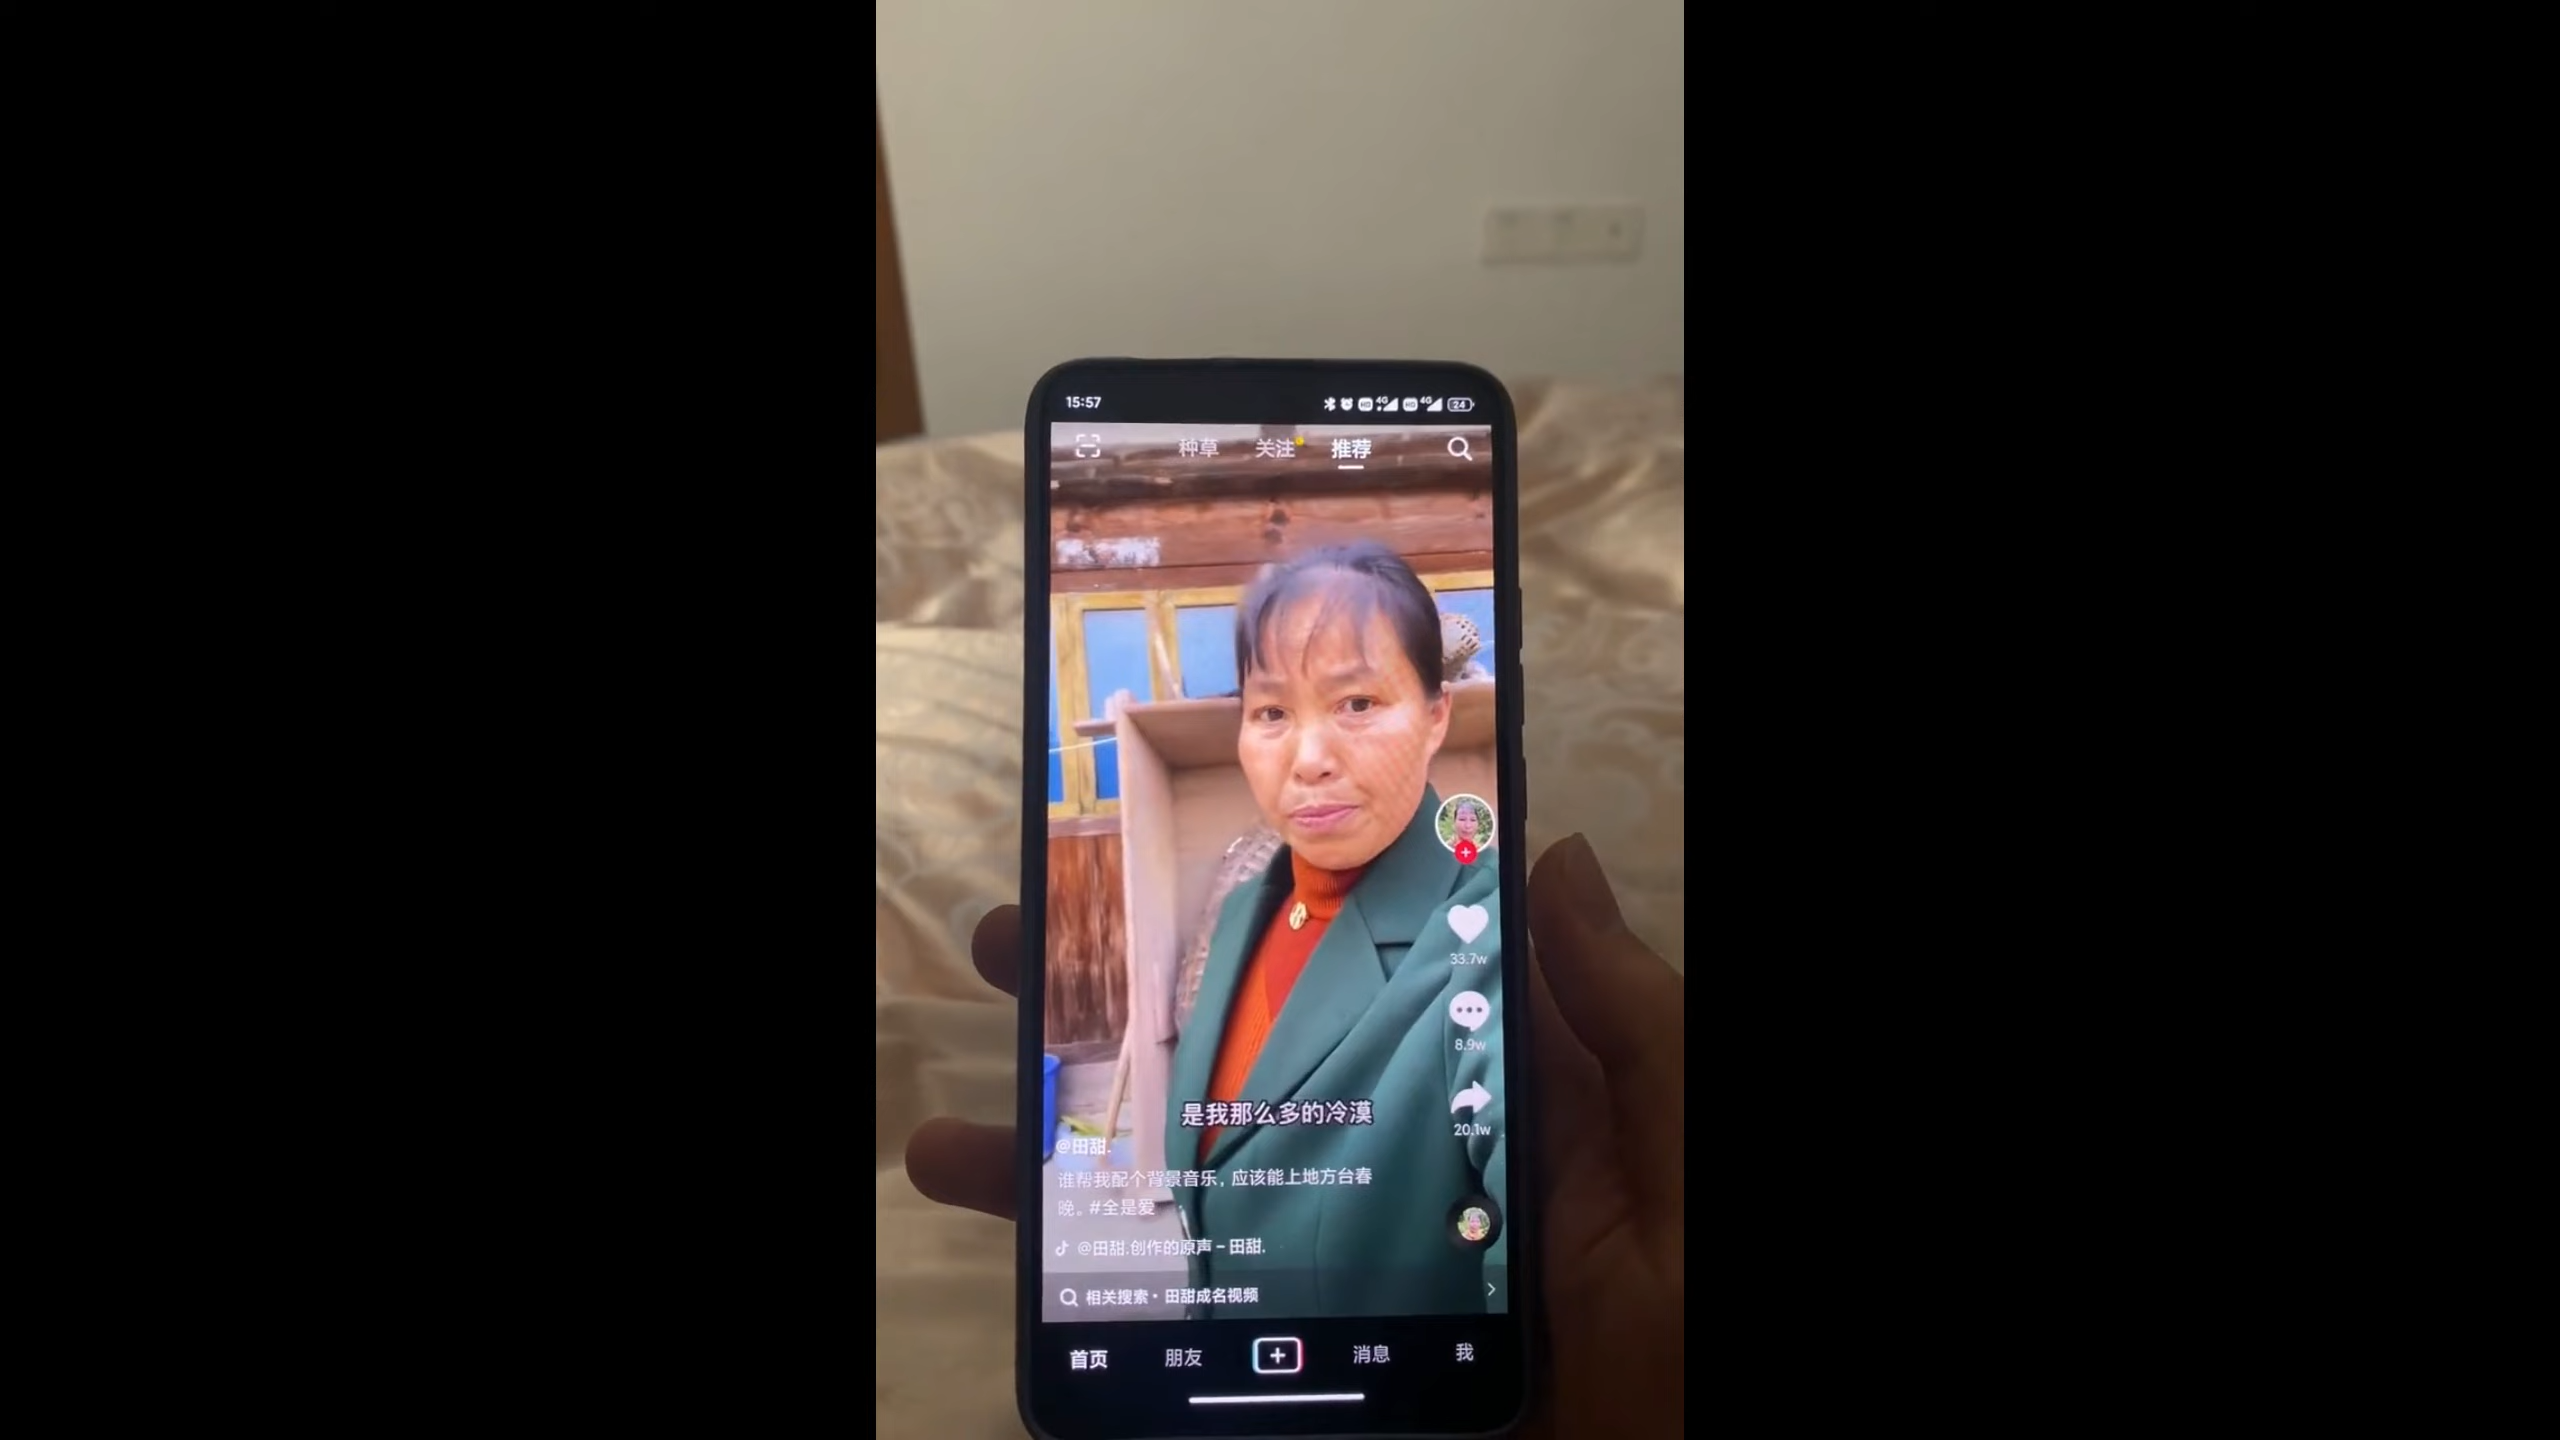 15:57
4G
4G
24
种草 关注 推荐
33.7w
8.9w
20.1w
是我那么多的冷漠
@田甜.
谁帮我配个背景音乐，应该能上地方台春
晚。#全是爱
@田甜.创作的原声 - 田甜.
相关搜索 · 田甜成名视频
首页 朋友 消息 我